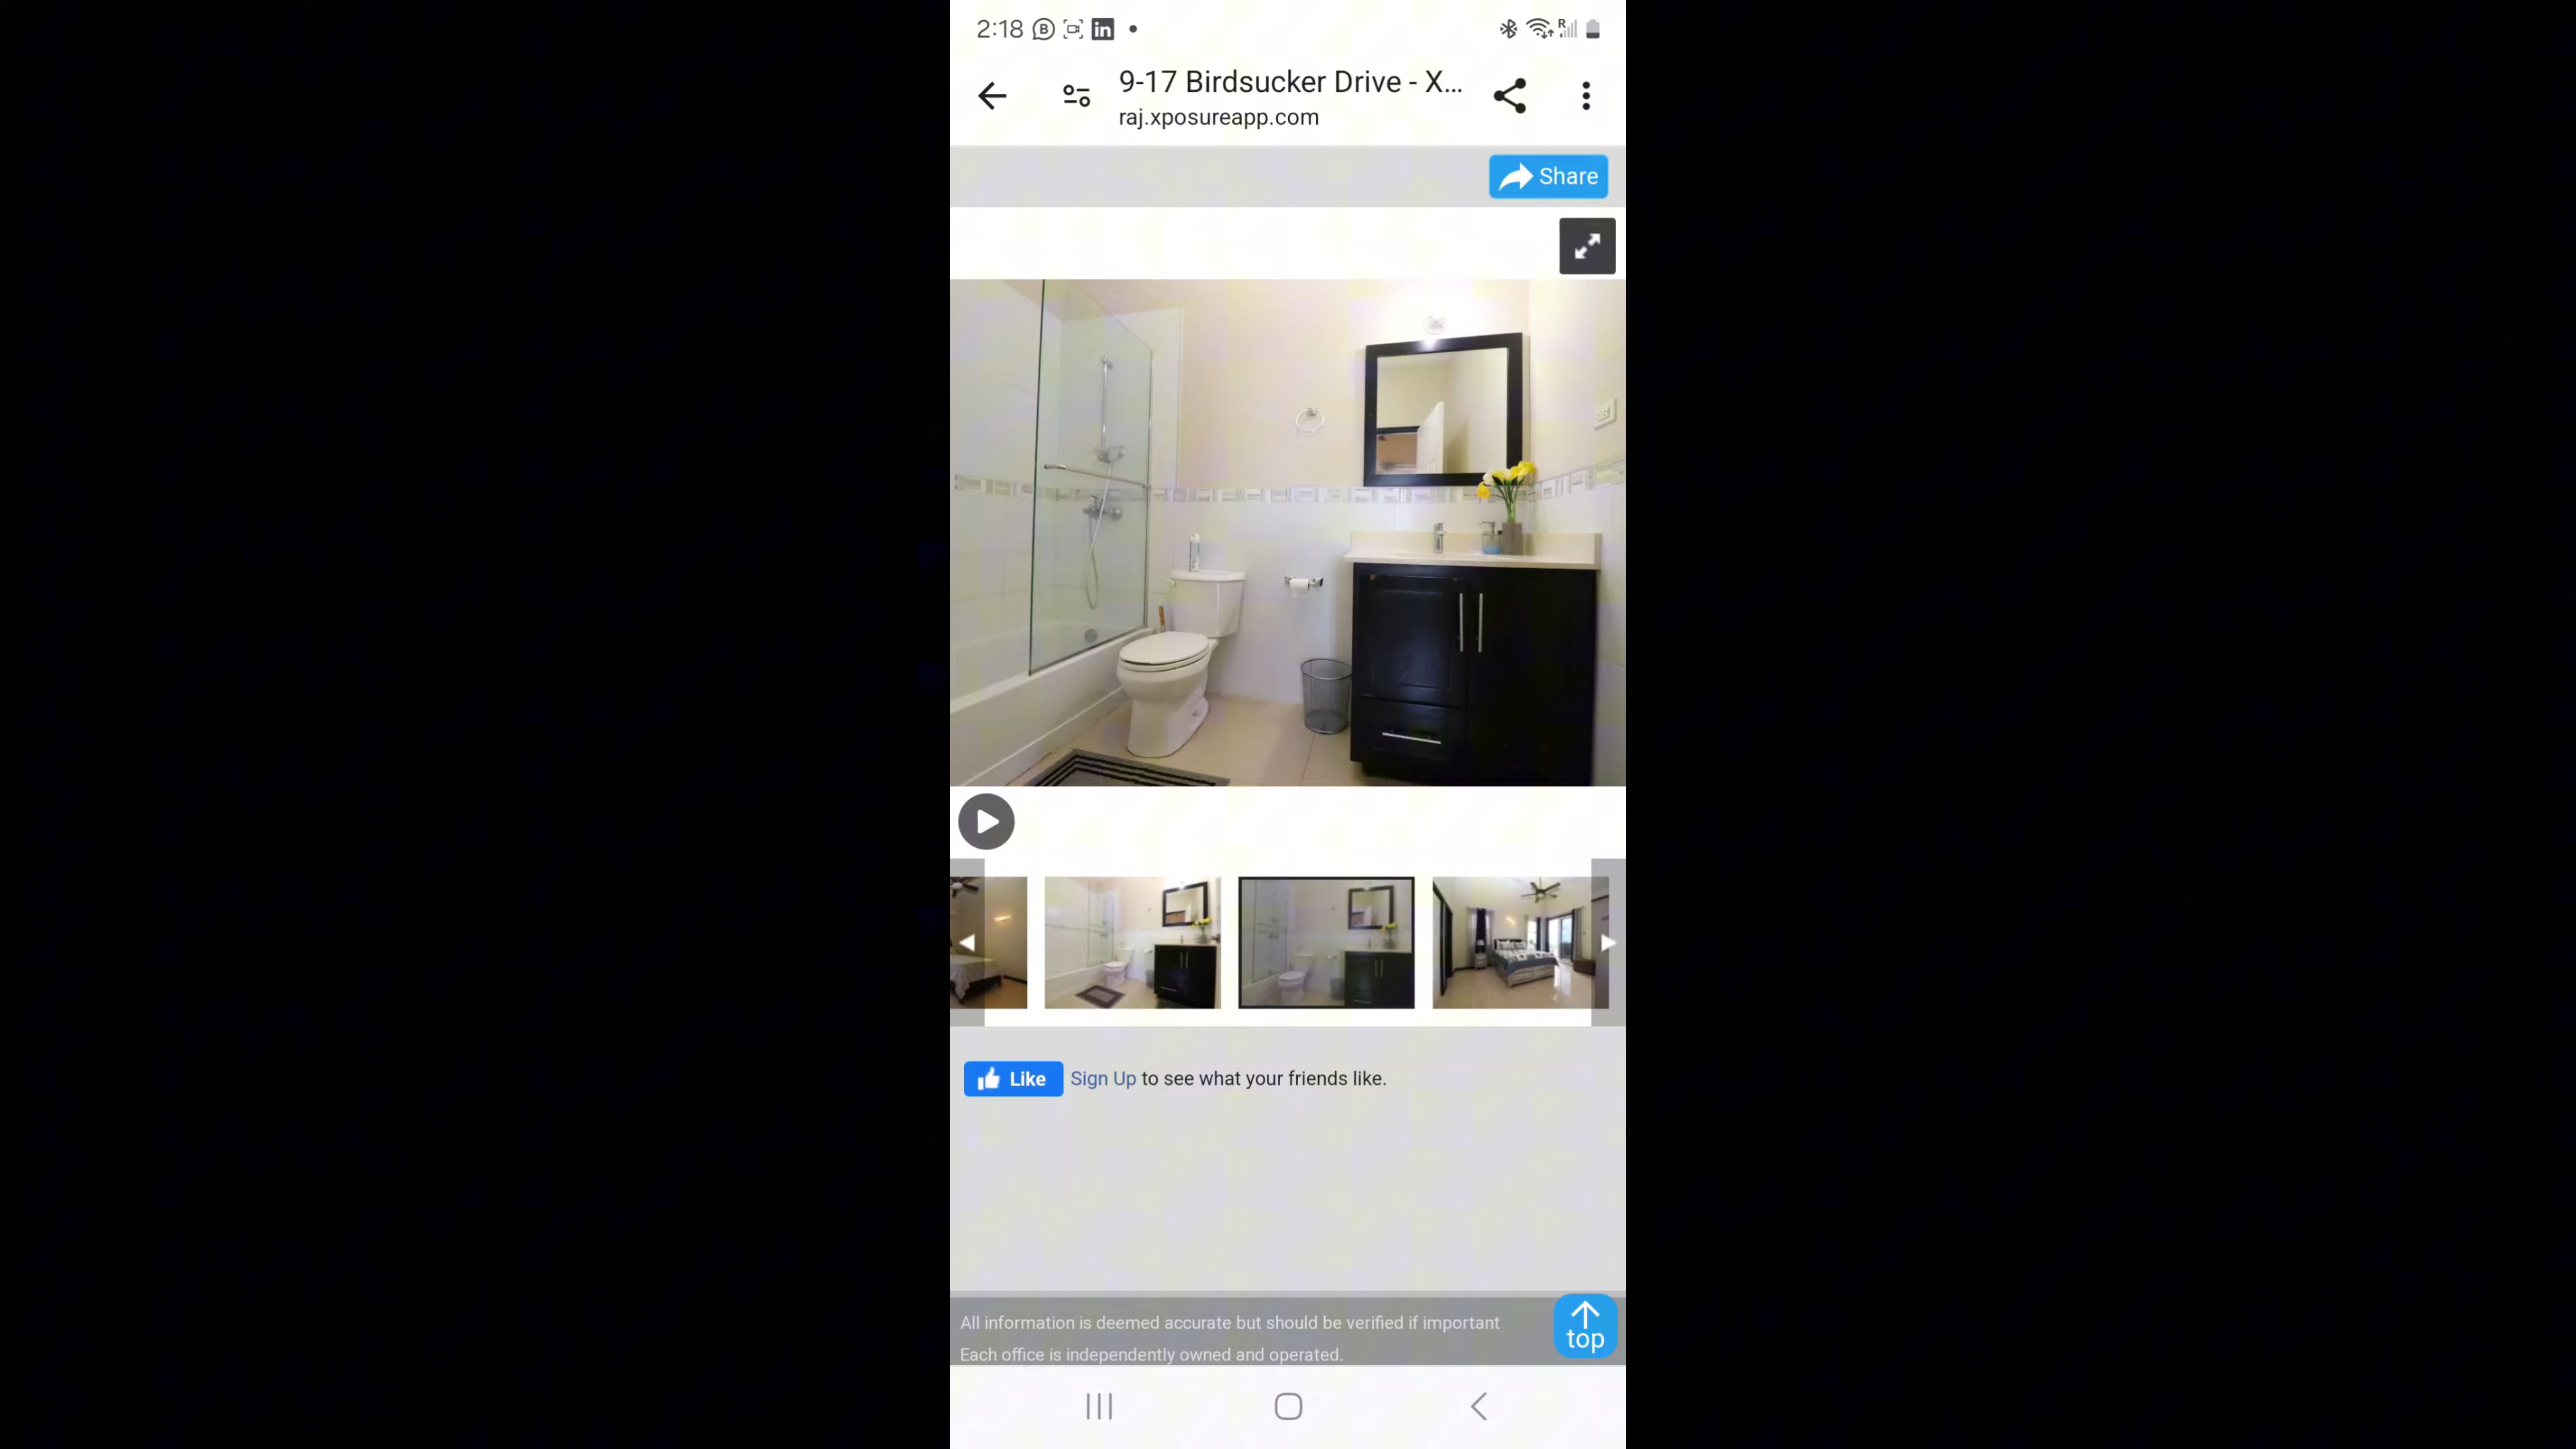 2:18
9-17 Birdsucker Drive - X...
raj.xposureapp.com
Share
Like Sign Up to see what your friends like.
All information is deemed accurate but should be verified if important
Each office is independently owned and operated.
top